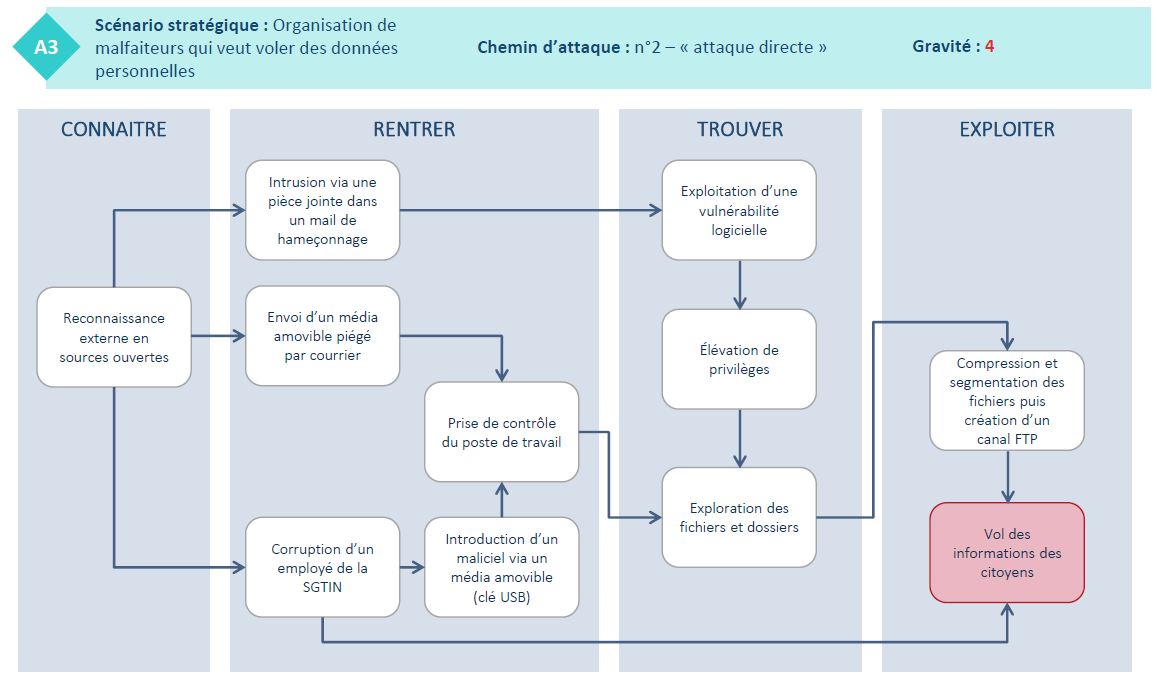 A3
Scénario stratégique : Organisation de
malfaiteurs qui veut voler des données
personnelles
Chemin d’attaque : n°2 – « attaque directe »
Gravité : 4
CONNAITRE
RENTRER
TROUVER
EXPLOITER
Reconnaissance
externe en
sources ouvertes
Intrusion via une
pièce jointe dans
un mail de
hameçonnage
Envoi d’un média
amovible piégé
par courrier
Prise de contrôle
du poste de travail
Corruption d’un
employé de la
SGTIN
Introduction d’un
maliciel via un
média amovible
(clé USB)
Exploitation d’une
vulnérabilité
logicielle
Élévation de
privilèges
Exploration des
fichiers et dossiers
Compression et
segmentation des
fichiers puis
création d’un
canal FTP
Vol des
informations des
citoyens